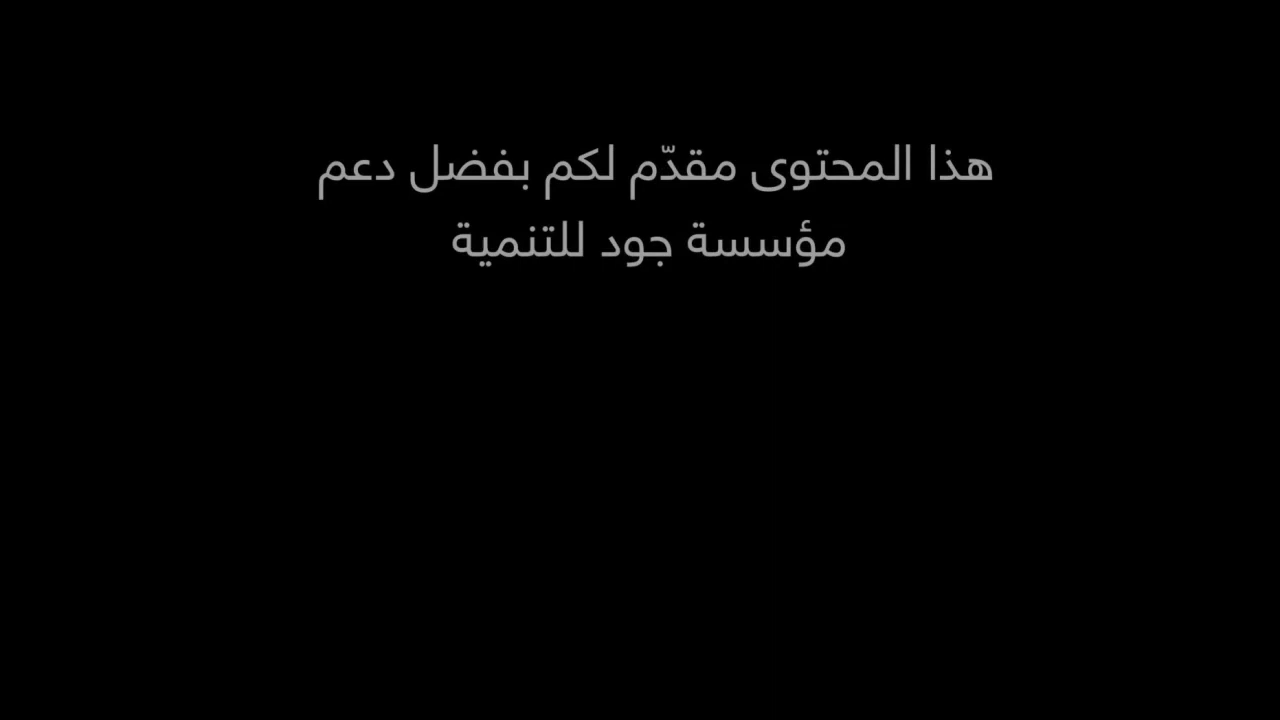 هذا المحتوى مقدّم لكم بفضل دعم
مؤسسة جود للتنمية